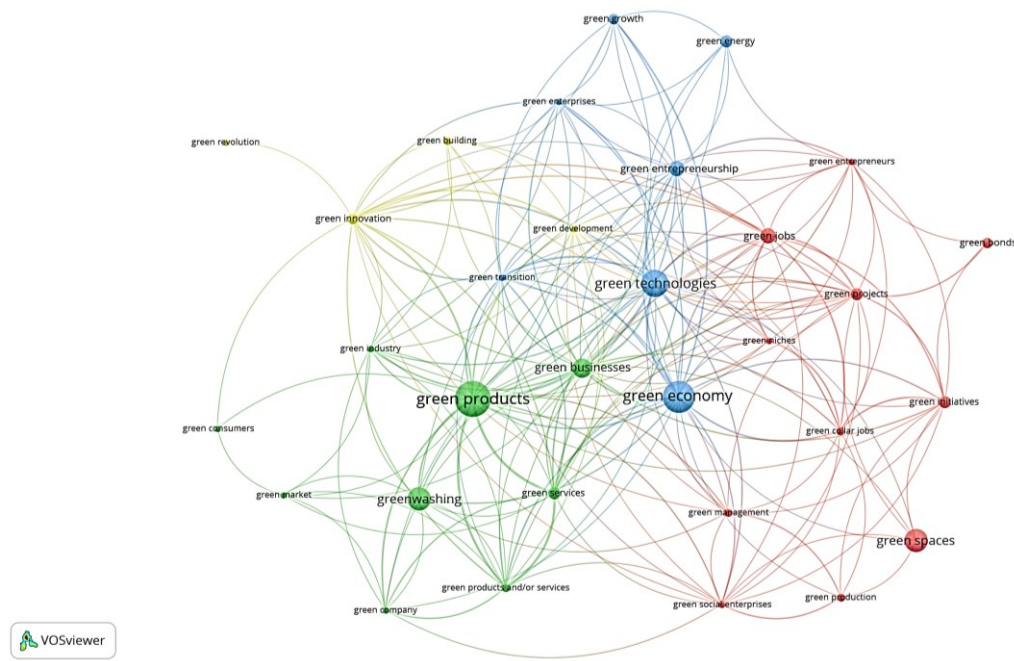 green growth
green energy
green enterprises
green revolution
green building
green entrepreneurship
green entrepreneurs
green innovation
green development
green jobs
green bonds
green transition
green technologies
green projects
green industry
green niches
green businesses
green products
green economy
green initiatives
green consumers
green collar jobs
green market
greenwashing
green services
green management
green spaces
green products and/or services
green company
green social enterprises
green production
VOSviewer